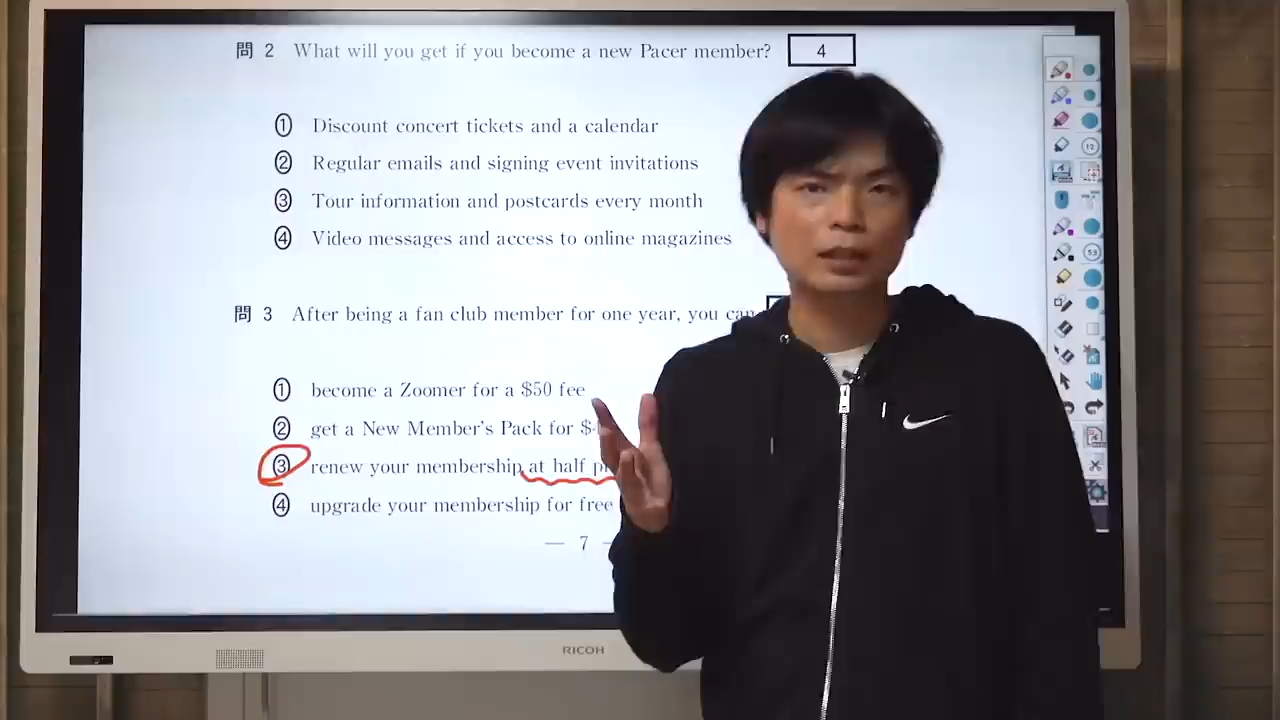 問 2 What will you get if you become a new Pacer member? 4
① Discount concert tickets and a calendar
② Regular emails and signing event invitations
③ Tour information and postcards every month
④ Video messages and access to online magazines
問 3 After being a fan club member for one year, you can
① become a Zoomer for a $50 fee
② get a New Member's Pack for
③ renew your membership at half
④ upgrade your membership for free
— 7 —
RICOH